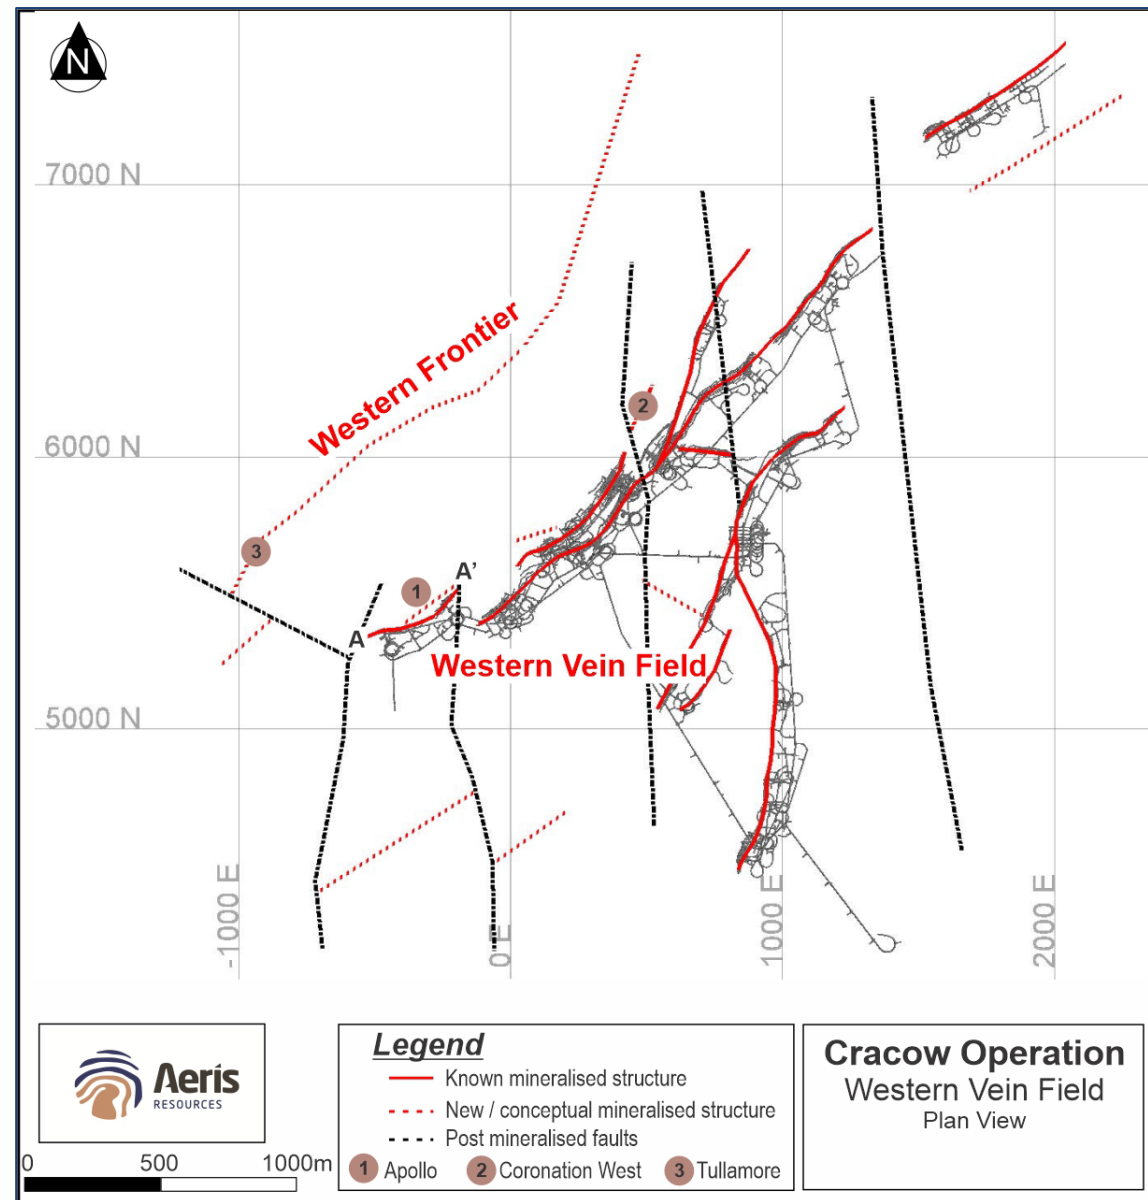 N
7000 N
Western Frontier
2
6000 N
3
A'
1
A
Western Vein Field
5000 N
-1000 E
0 E
1000 E
2000 E
Aeris
RESOURCES
0 500 1000m
Legend
Known mineralised structure
New / conceptual mineralised structure
Post mineralised faults
1 Apollo 2 Coronation West 3 Tullamore
Cracow Operation
Western Vein Field
Plan View